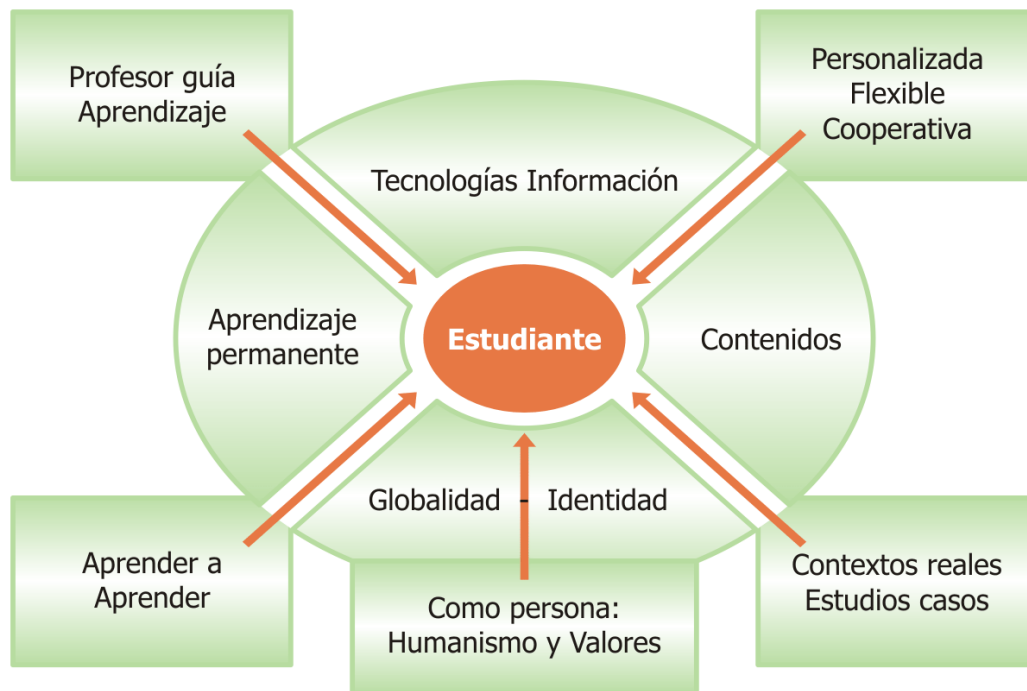 Profesor guía
Aprendizaje
Personalizada
Flexible
Cooperativa
Tecnologías Información
Aprendizaje
permanente
Estudiante
Contenidos
Globalidad - Identidad
Aprender a
Aprender
Como persona:
Humanismo y Valores
Contextos reales
Estudios casos